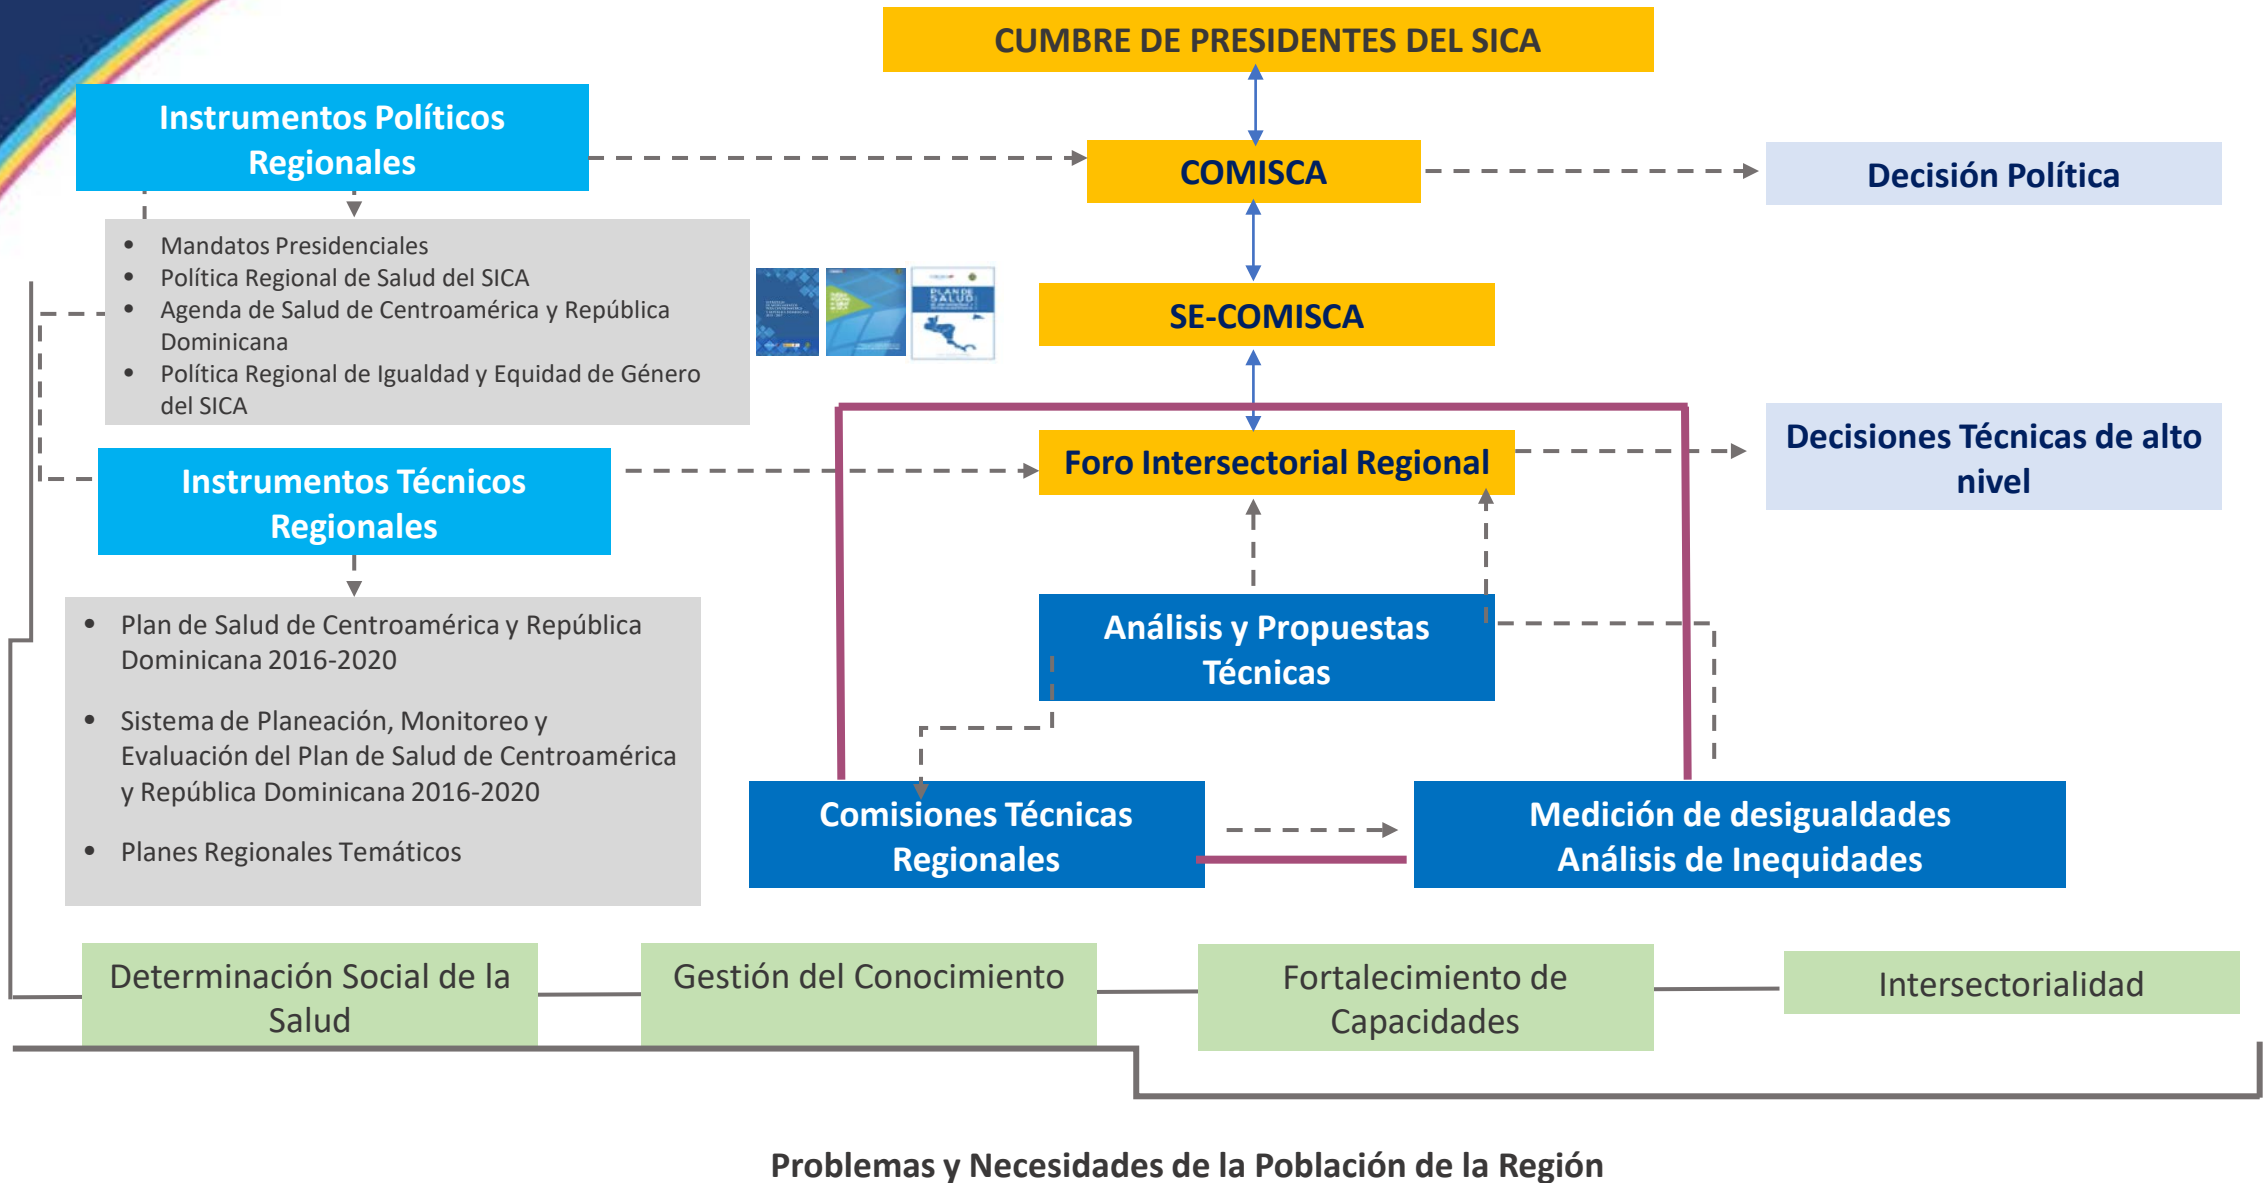 CUMBRE DE PRESIDENTES DEL SICA
Instrumentos Políticos
Regionales
COMISCA
Decisión Política
• Mandatos Presidenciales
• Política Regional de Salud del SICA
• Agenda de Salud de Centroamérica y República
Dominicana
• Política Regional de Igualdad y Equidad de Género
del SICA
PLAN DE
SALUD
SE-COMISCA
Foro Intersectorial Regional
Decisiones Técnicas de alto
nivel
Instrumentos Técnicos
Regionales
• Plan de Salud de Centroamérica y República
Dominicana 2016-2020
• Sistema de Planeación, Monitoreo y
Evaluación del Plan de Salud de Centroamérica
y República Dominicana 2016-2020
• Planes Regionales Temáticos
Análisis y Propuestas
Técnicas
Comisiones Técnicas
Regionales
Medición de desigualdades
Análisis de Inequidades
Determinación Social de la
Salud
Gestión del Conocimiento
Fortalecimiento de
Capacidades
Intersectorialidad
Problemas y Necesidades de la Población de la Región